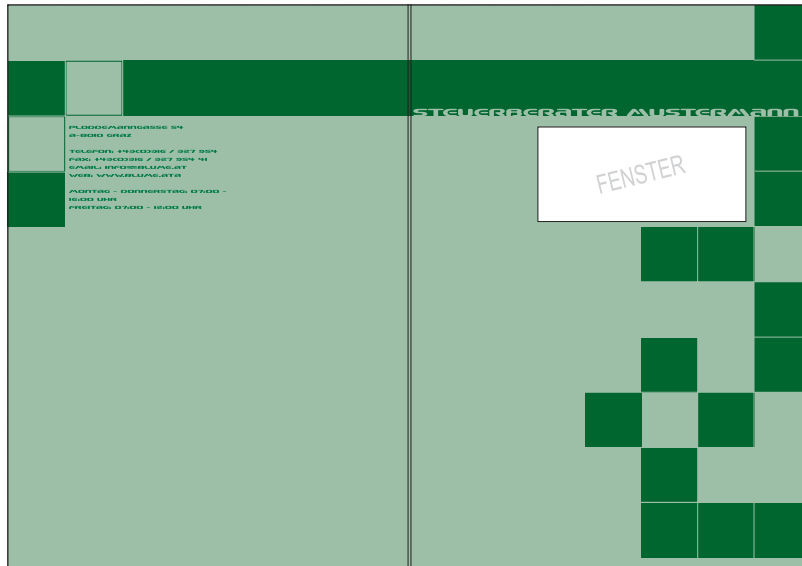 STEUERBERATER MUSTERMANN
PLÜDDEMANNGASSE 54
A-8010 GRAZ
TELEFON: +43(0)316 / 327 954
FAX: +43(0)316 / 327 954 41
EMAIL: INFO@BLUME.AT
WEB: WWW.BLUME.ATA
MONTAG - DONNERSTAG: 07:00 -
16:00 UHR
FREITAG: 07:00 - 12:00 UHR
FENSTER